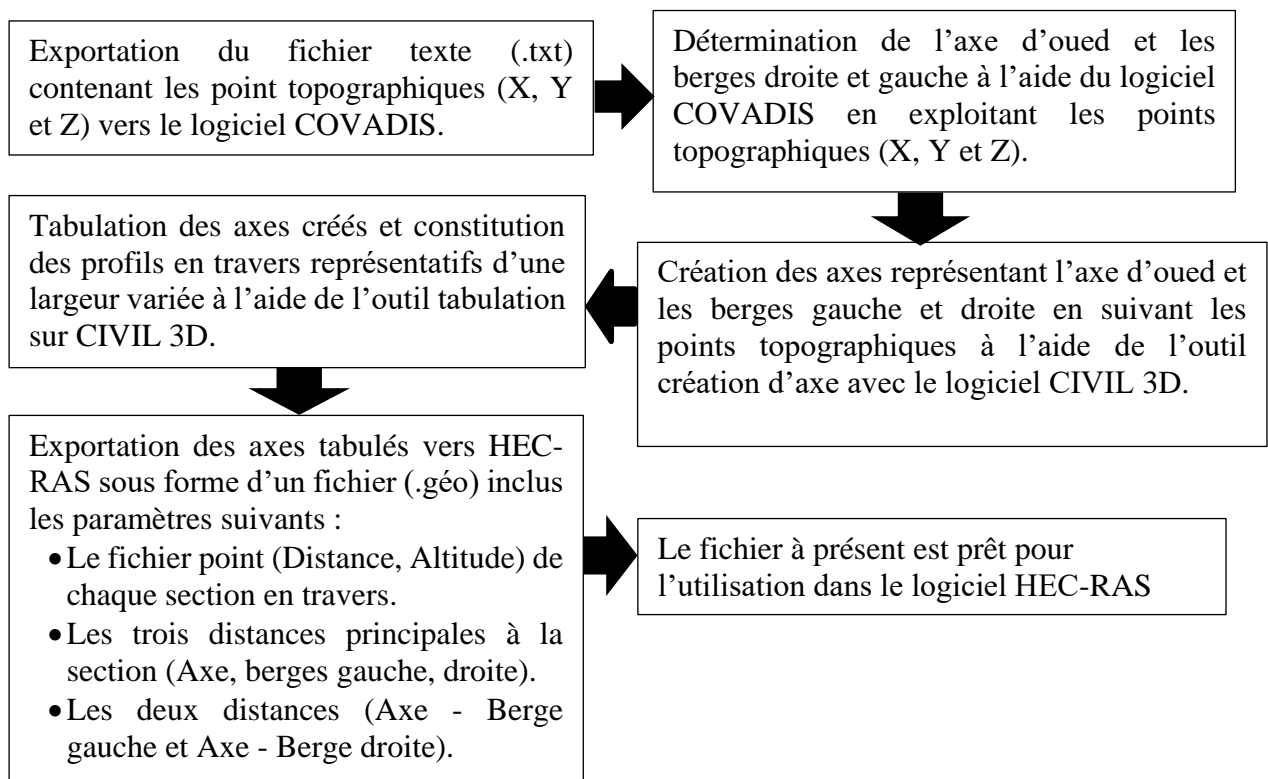 Exportation du fichier texte (.txt)
contenant les point topographiques (X, Y
et Z) vers le logiciel COVADIS.
Détermination de l’axe d’oued et les
berges droite et gauche à l’aide du logiciel
COVADIS en exploitant les points
topographiques (X, Y et Z).
Création des axes représentant l’axe d’oued et
les berges gauche et droite en suivant les
points topographiques à l’aide de l’outil
création d’axe avec le logiciel CIVIL 3D.
Tabulation des axes créés et constitution
des profils en travers représentatifs d’une
largeur variée à l’aide de l’outil tabulation
sur CIVIL 3D.
Exportation des axes tabulés vers HEC-
RAS sous forme d’un fichier (.géo) inclus
les paramètres suivants :
• Le fichier point (Distance, Altitude) de
chaque section en travers.
• Les trois distances principales à la
section (Axe, berges gauche, droite).
• Les deux distances (Axe - Berge
gauche et Axe - Berge droite).
Le fichier à présent est prêt pour
l’utilisation dans le logiciel HEC-RAS